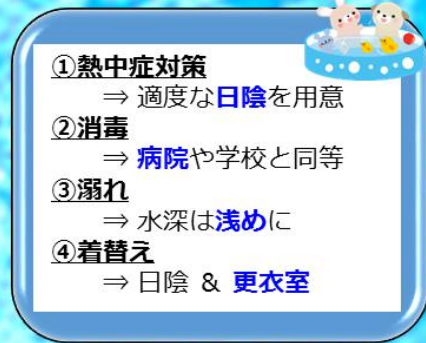 ①熱中症対策
⇒ 適度な日陰を用意
②消毒
⇒ 病院や学校と同等
③溺れ
⇒ 水深は浅めに
④着替え
⇒ 日陰 & 更衣室